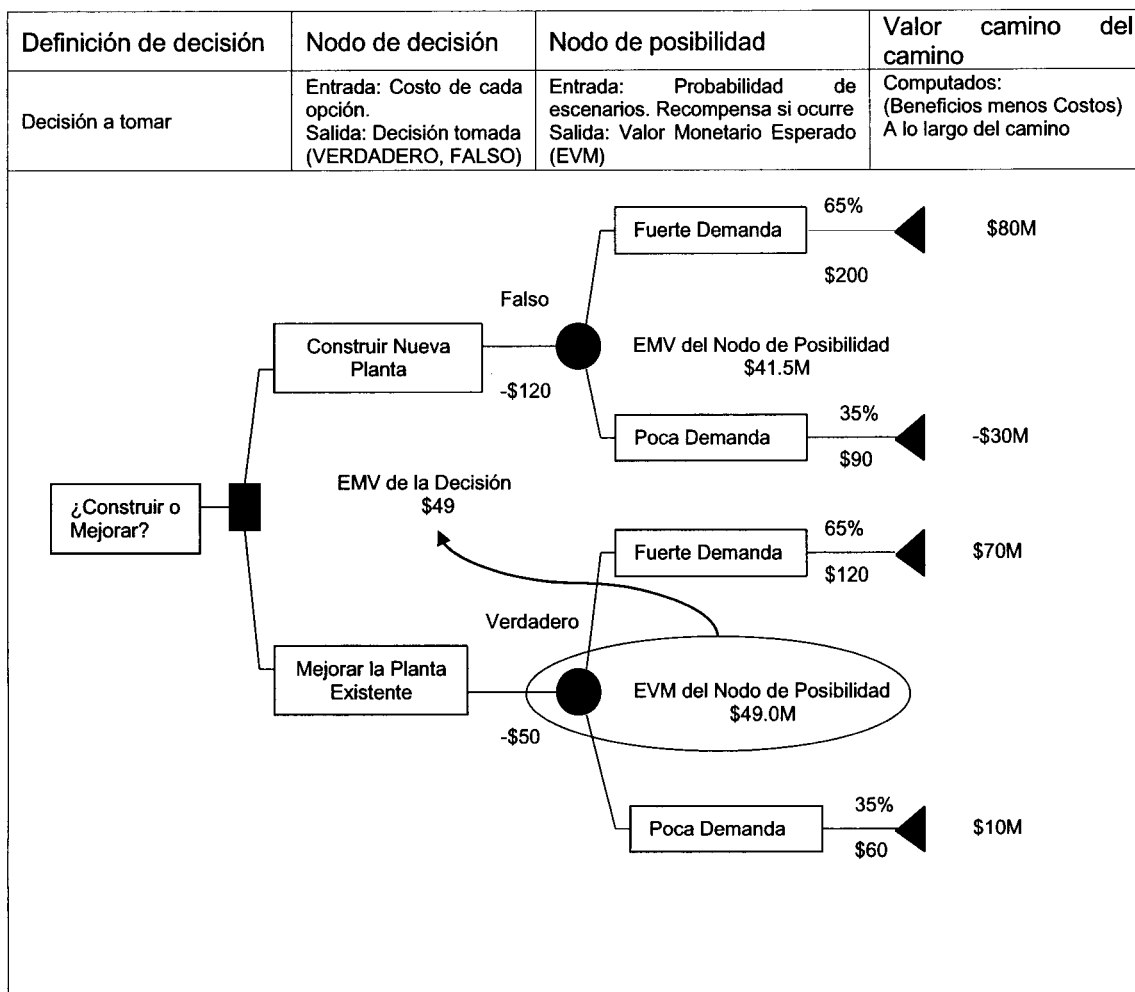 Definición de decisión
Nodo de decisión
Nodo de posibilidad
Valor camino del
camino
Decisión a tomar
Entrada: Costo de cada
opción.
Salida: Decisión tomada
(VERDADERO, FALSO)
Entrada: Probabilidad de
escenarios. Recompensa si ocurre
Salida: Valor Monetario Esperado
(EVM)
Computados:
(Beneficios menos Costos)
A lo largo del camino
65%
Fuerte Demanda
$80M
$200
Falso
Construir Nueva
Planta
EMV del Nodo de Posibilidad
$41.5M
-$120
35%
Poca Demanda
-$30M
$90
EMV de la Decisión
$49
¿Construir o
Mejorar?
65%
Fuerte Demanda
$70M
$120
Verdadero
Mejorar la Planta
Existente
EVM del Nodo de Posibilidad
$49.0M
-$50
35%
Poca Demanda
$10M
$60